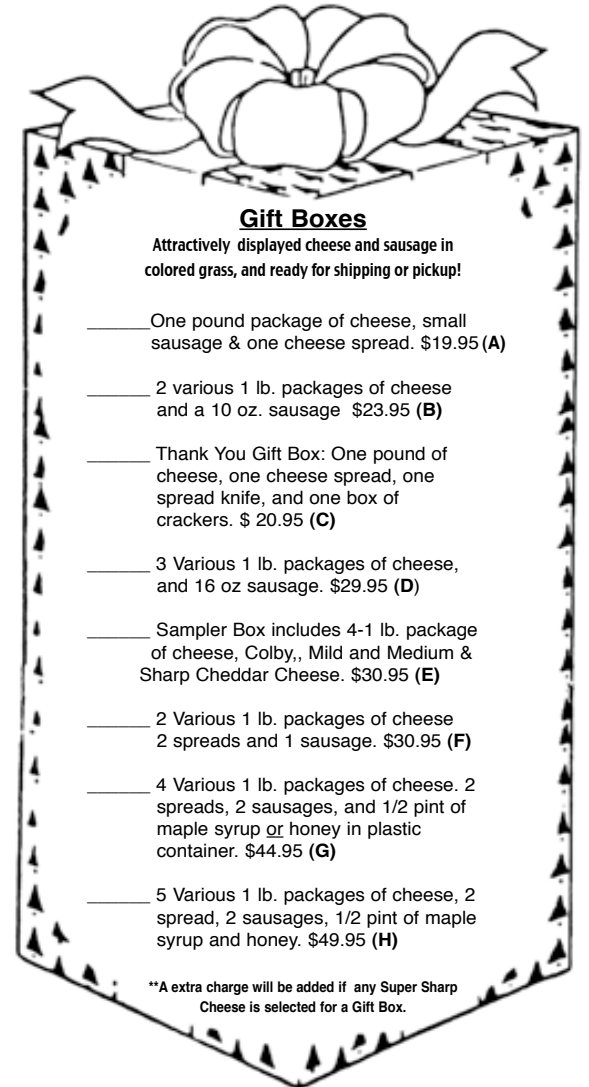 Gift Boxes
Attractively displayed cheese and sausage in
colored grass, and ready for shipping or pickup!
______One pound package of cheese, small
sausage & one cheese spread. $19.95 (A)
______ 2 various 1 lb. packages of cheese
and a 10 oz. sausage $23.95 (B)
______ Thank You Gift Box: One pound of
cheese, one cheese spread, one
spread knife, and one box of
crackers. $ 20.95 (C)
______ 3 Various 1 lb. packages of cheese,
and 16 oz sausage. $29.95 (D)
______ Sampler Box includes 4-1 lb. package
of cheese, Colby,, Mild and Medium &
Sharp Cheddar Cheese. $30.95 (E)
______ 2 Various 1 lb. packages of cheese
2 spreads and 1 sausage. $30.95 (F)
______ 4 Various 1 lb. packages of cheese. 2
spreads, 2 sausages, and 1/2 pint of
maple syrup or honey in plastic
container. $44.95 (G)
______ 5 Various 1 lb. packages of cheese, 2
spread, 2 sausages, 1/2 pint of maple
syrup and honey. $49.95 (H)
**A extra charge will be added if any Super Sharp
Cheese is selected for a Gift Box.